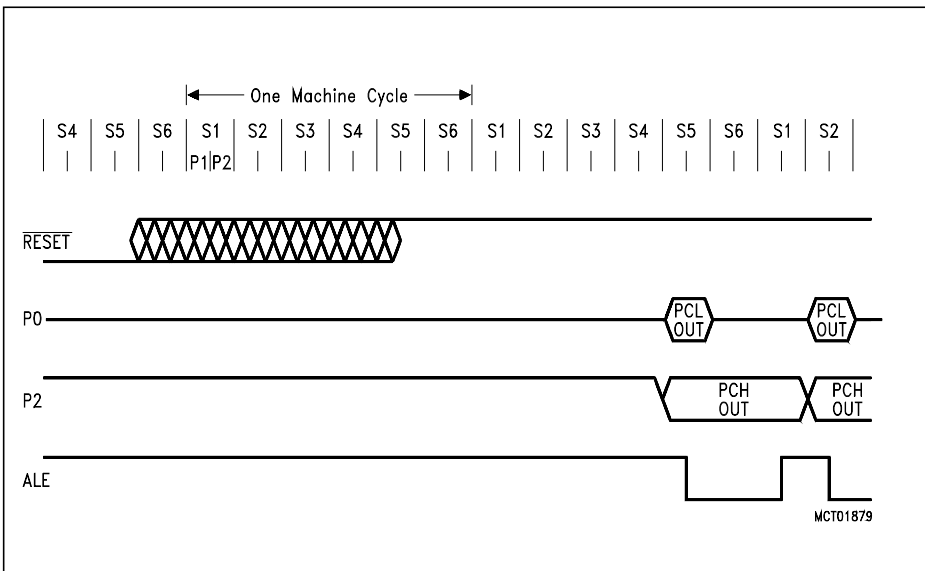 One Machine Cycle
S4 S5 S6 S1 S2 S3 S4 S5 S6 S1 S2 S3 S4 S5 S6 S1 S2
P1 P2
RESET
P0
PCL OUT
PCL OUT
P2
PCH OUT
PCH OUT
ALE
MCT01879